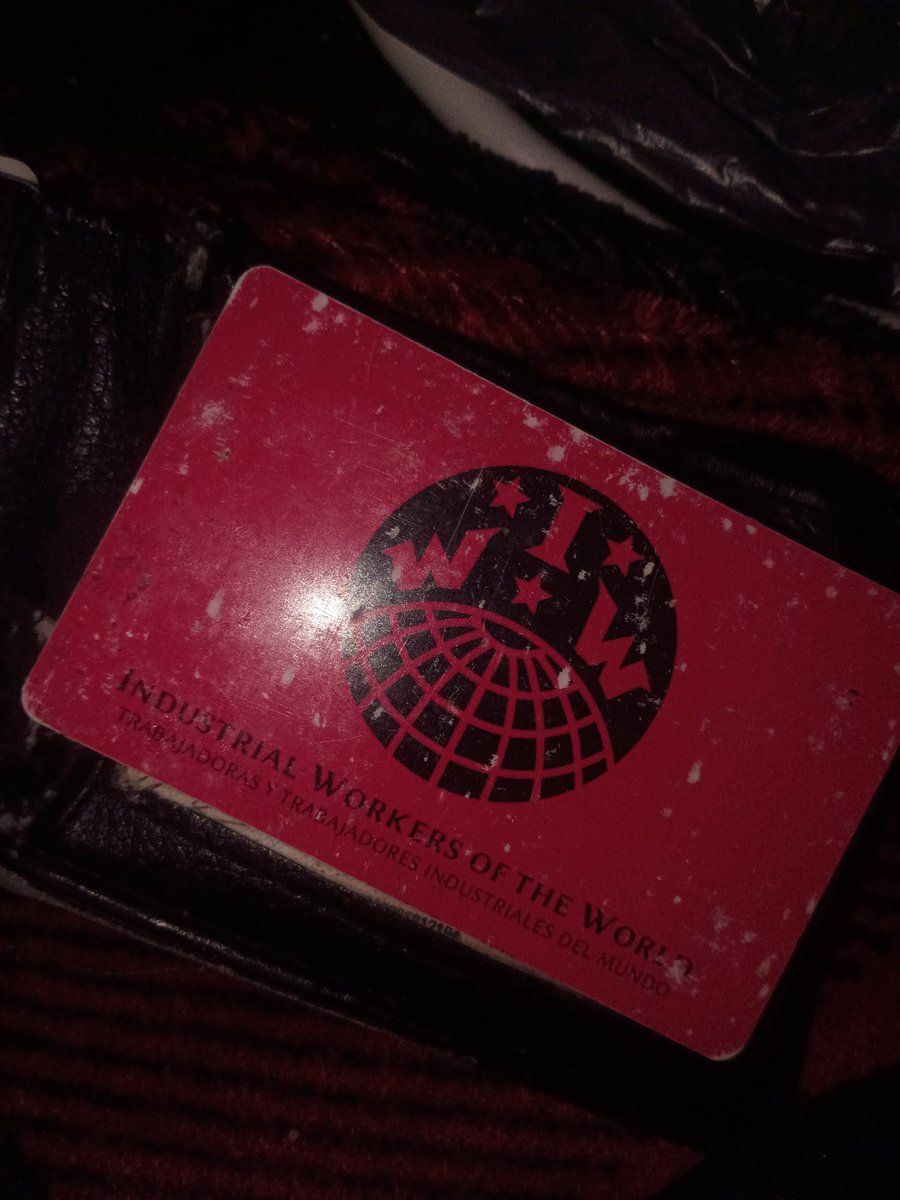 I W W
INDUSTRIAL WORKERS OF THE WORLD
TRABAJADORAS Y TRABAJADORES INDUSTRIALES DEL MUNDO